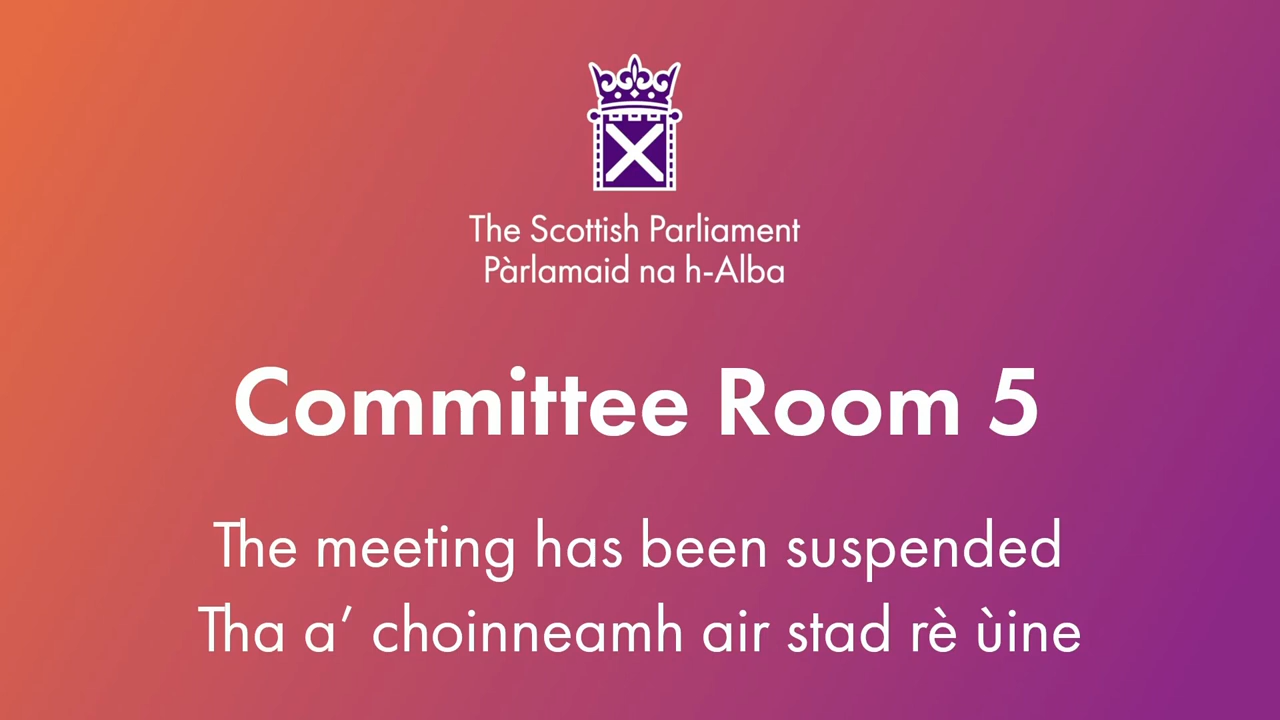 The Scottish Parliament
Pàrlamaid na h-Alba
Committee Room 5
The meeting has been suspended
Tha a’ choinneamh air stad rè ùine